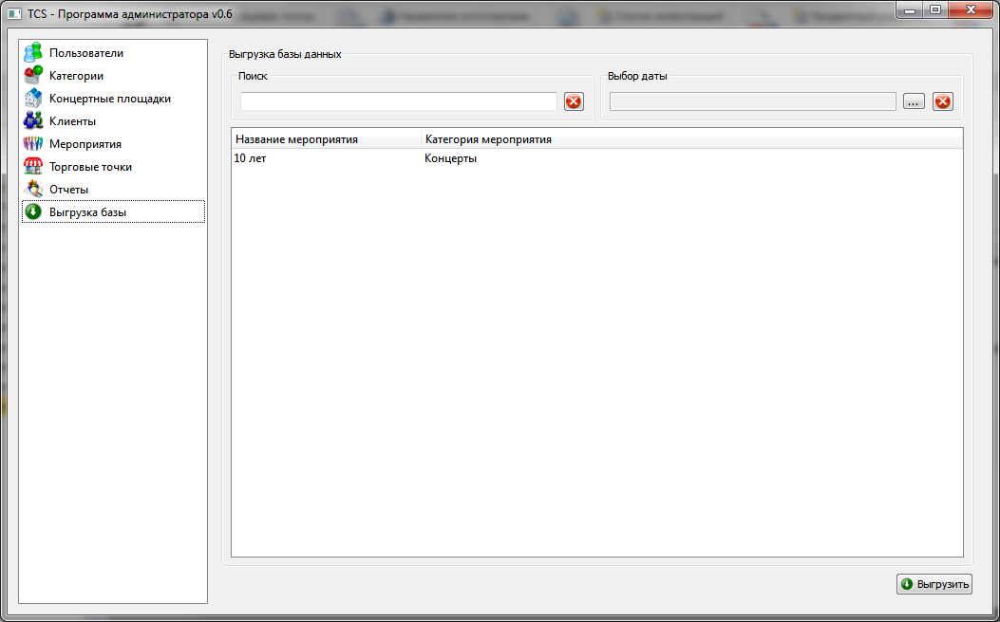 TCS - Программа администратора v0.6
Пользователи
Категории
Концертные площадки
Клиенты
Мероприятия
Торговые точки
Отчеты
Выгрузка базы
Выгрузка базы данных
Поиск
Выбор даты
...
Название мероприятия Категория мероприятия
10 лет Концерты
Выгрузить